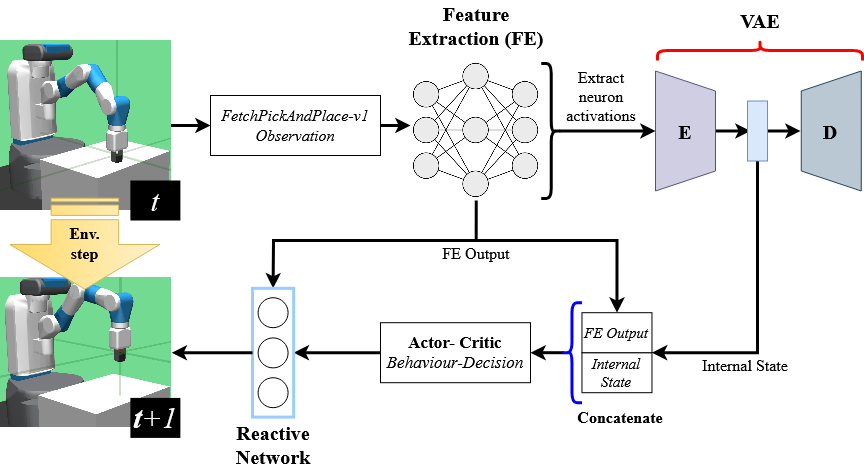 Feature
Extraction (FE)
VAE
FetchPickAndPlace-v1
Observation
Extract
neuron
activations
E
D
t
Env.
step
FE Output
FE Output
Internal
State
Internal State
Concatenate
Actor- Critic
Behaviour-Decision
t+1
Reactive
Network